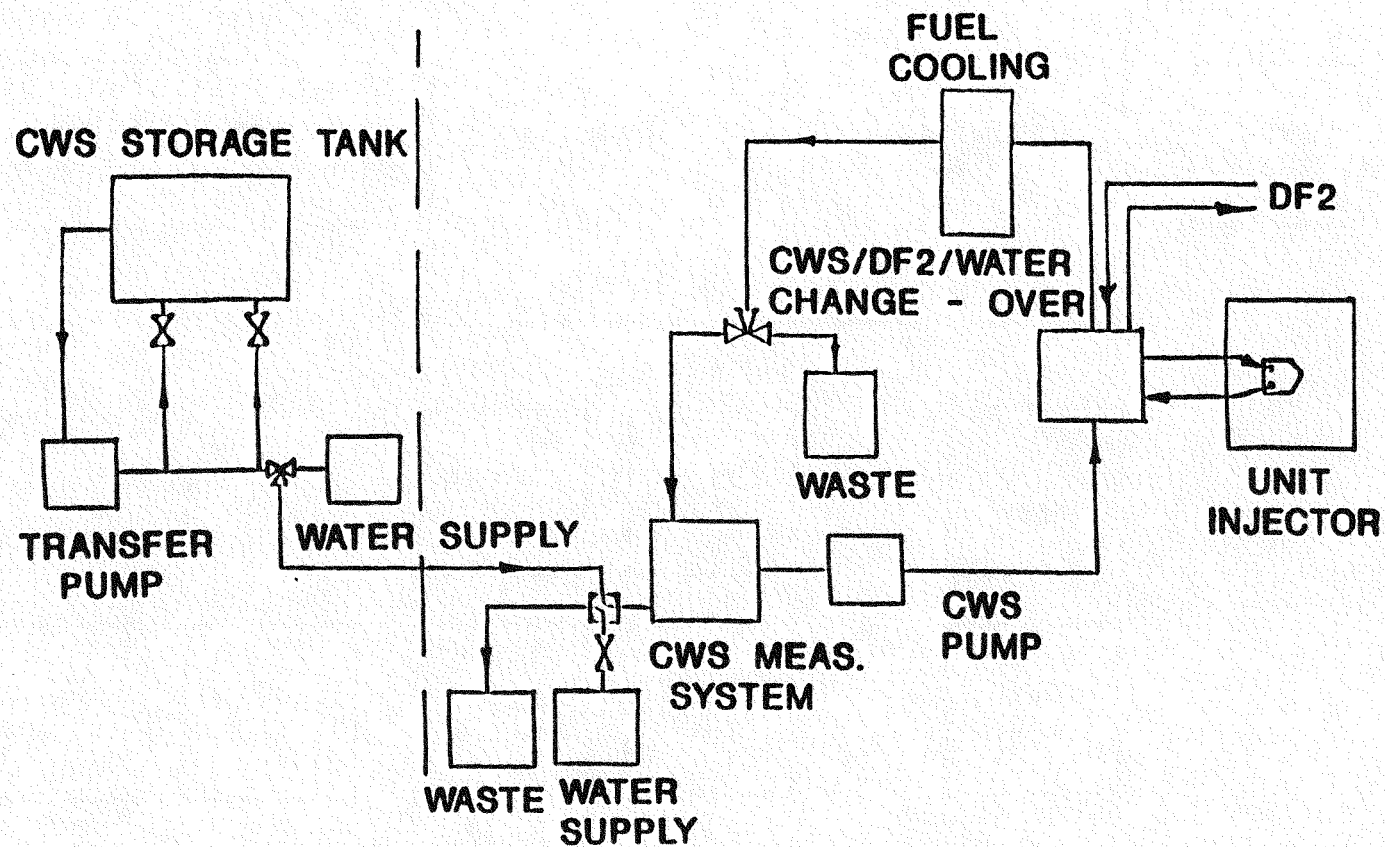 FUEL
COOLING
CWS STORAGE TANK
DF2
CWS/DF2/WATER
CHANGE - OVER
WASTE
UNIT
INJECTOR
TRANSFER
PUMP
WATER SUPPLY
CWS
PUMP
CWS MEAS.
SYSTEM
WASTE
WATER
SUPPLY